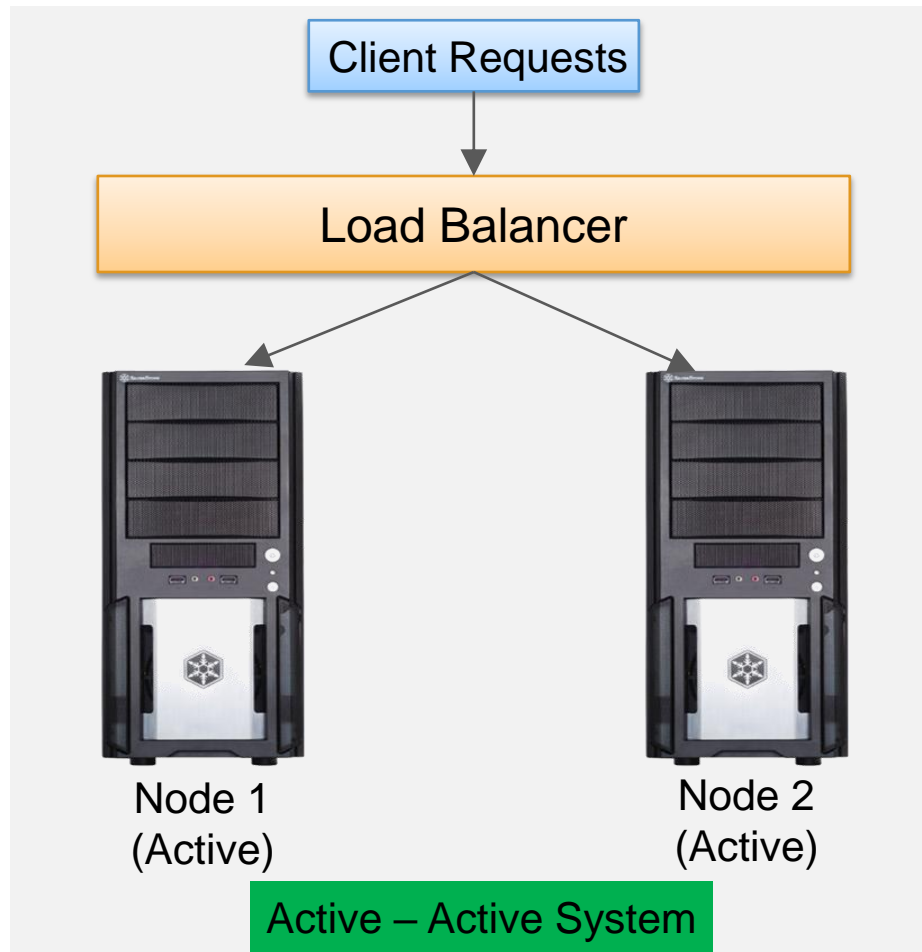 Client Requests
Load Balancer
Node 1
(Active)
Node 2
(Active)
Active – Active System